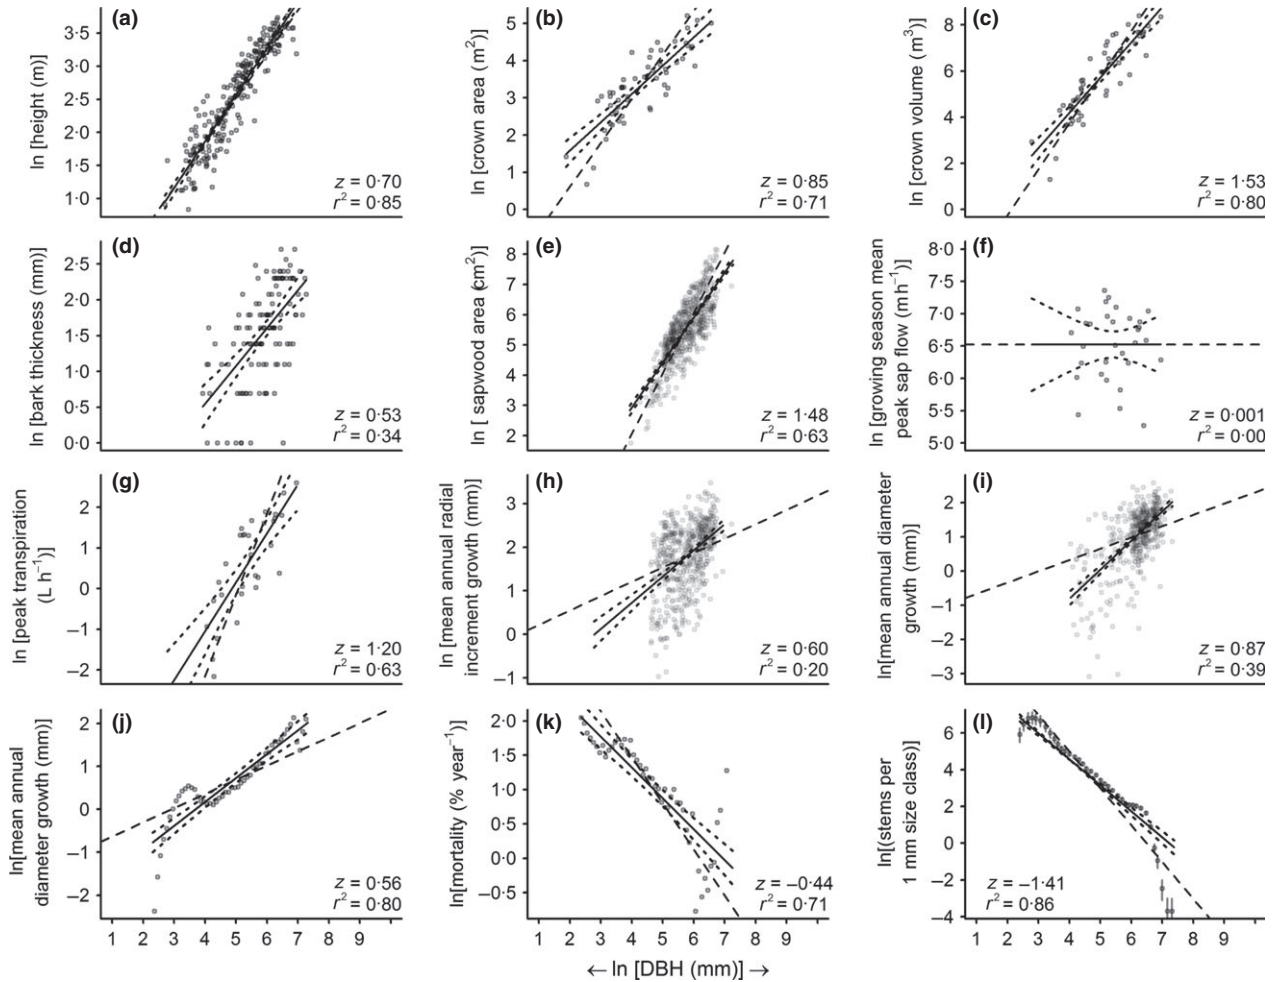 (a)
ln [height (m)]
3·5
3·0
2·5
2·0
1·5
1·0
z = 0·70
r² = 0·85
(b)
ln [crown area (m²)]
5
4
3
2
1
0
z = 0·85
r² = 0·71
(c)
ln [crown volume (m³)]
8
6
4
2
0
z = 1·53
r² = 0·80
(d)
ln [bark thickness (mm)]
2·5
2·0
1·5
1·0
0·5
0·0
z = 0·53
r² = 0·34
(e)
ln [ sapwood area (cm²)]
8
7
6
5
4
3
2
z = 1·48
r² = 0·63
(f)
ln [growing season mean
peak sap flow (mh⁻¹)]
8·0
7·5
7·0
6·5
6·0
5·5
5·0
z = 0·001
r² = 0·00
(g)
ln [peak transpiration
(L h⁻¹)]
2
1
0
−1
−2
z = 1·20
r² = 0·63
(h)
ln [mean annual radial
increment growth (mm)]
3
2
1
0
−1
z = 0·60
r² = 0·20
(i)
ln[mean annual diameter
growth (mm)]
2
1
0
−1
−2
−3
z = 0·87
r² = 0·39
(j)
ln[mean annual
diameter growth (mm)]
2
1
0
−1
−2
z = 0·56
r² = 0·80
1 2 3 4 5 6 7 8 9
(k)
ln[mortality (% year⁻¹)]
2·0
1·5
1·0
0·5
0·0
−0·5
z = −0·44
r² = 0·71
1 2 3 4 5 6 7 8 9
(l)
ln[(stems per
1 mm size class)]
6
4
2
0
−2
−4
z = −1·41
r² = 0·86
1 2 3 4 5 6 7 8 9
← ln [DBH (mm)] →